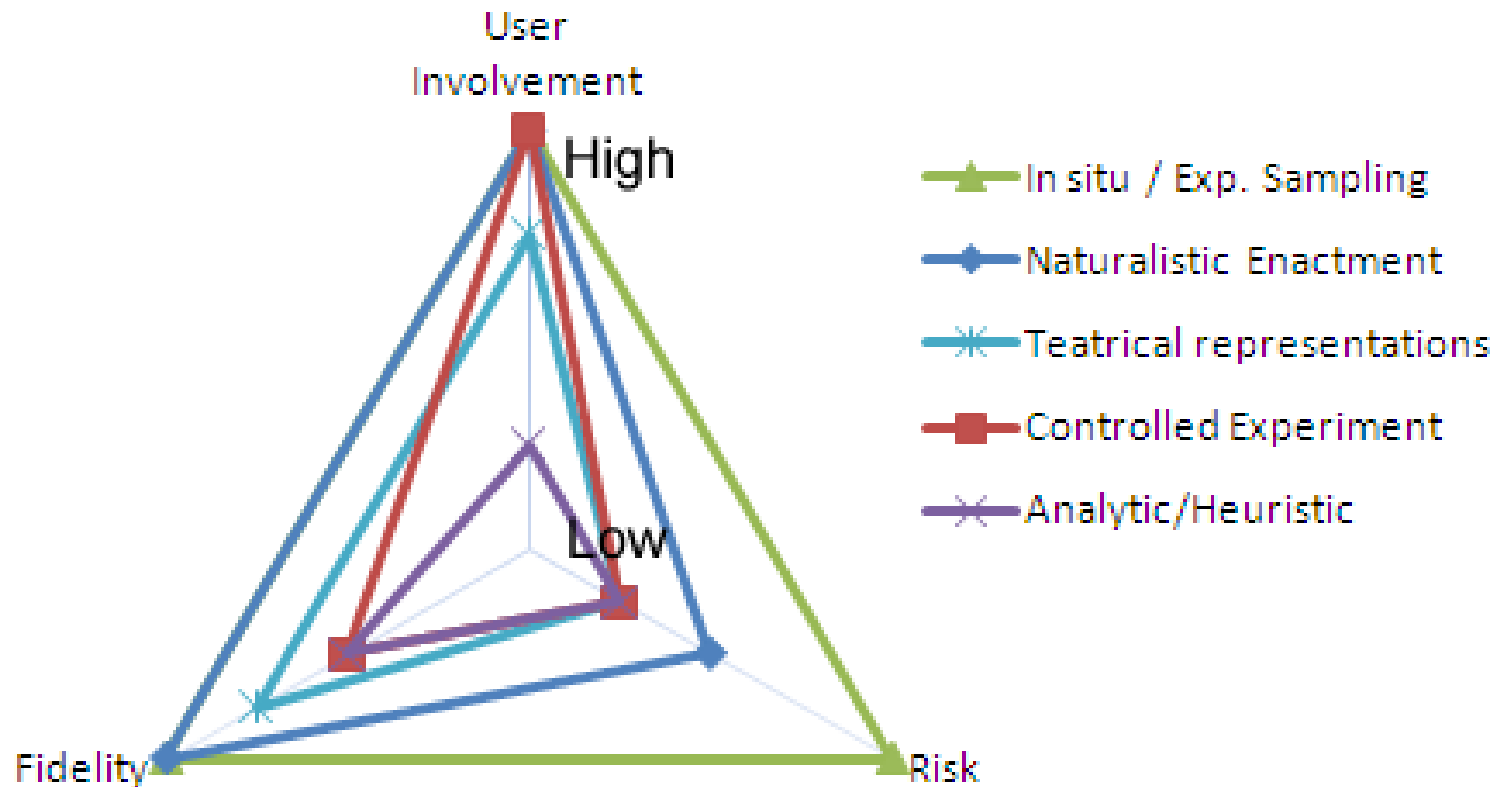 User
Involvement
High
In situ / Exp. Sampling
Naturalistic Enactment
Teatrical representations
Controlled Experiment
Analytic/Heuristic
Low
Fidelity
Risk